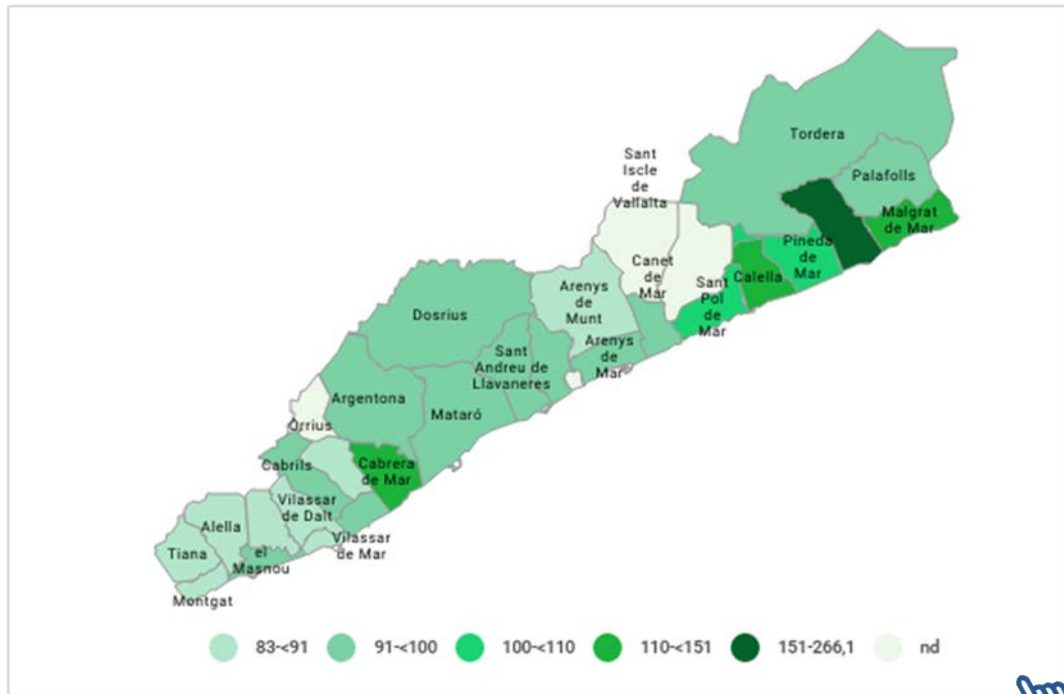 Tordera
Sant
Iscle
de
Vallalta
Palafolls
Malgrat
de Mar
Pineda
de
Mar
Canet
de
Mar
Calella
Sant
Pol
de
Mar
Arenys
de
Munt
Dosrius
Arenys
de
Mar
Sant
Andreu de
Llavaneres
Argentona
Mataró
Òrrius
Cabrils
Cabrera
de Mar
Vilassar
de Dalt
Alella
Vilassar
de Mar
Tiana
el
Masnou
Montgat
83-<91 91-<100 100-<110 110-<151 151-266,1 nd